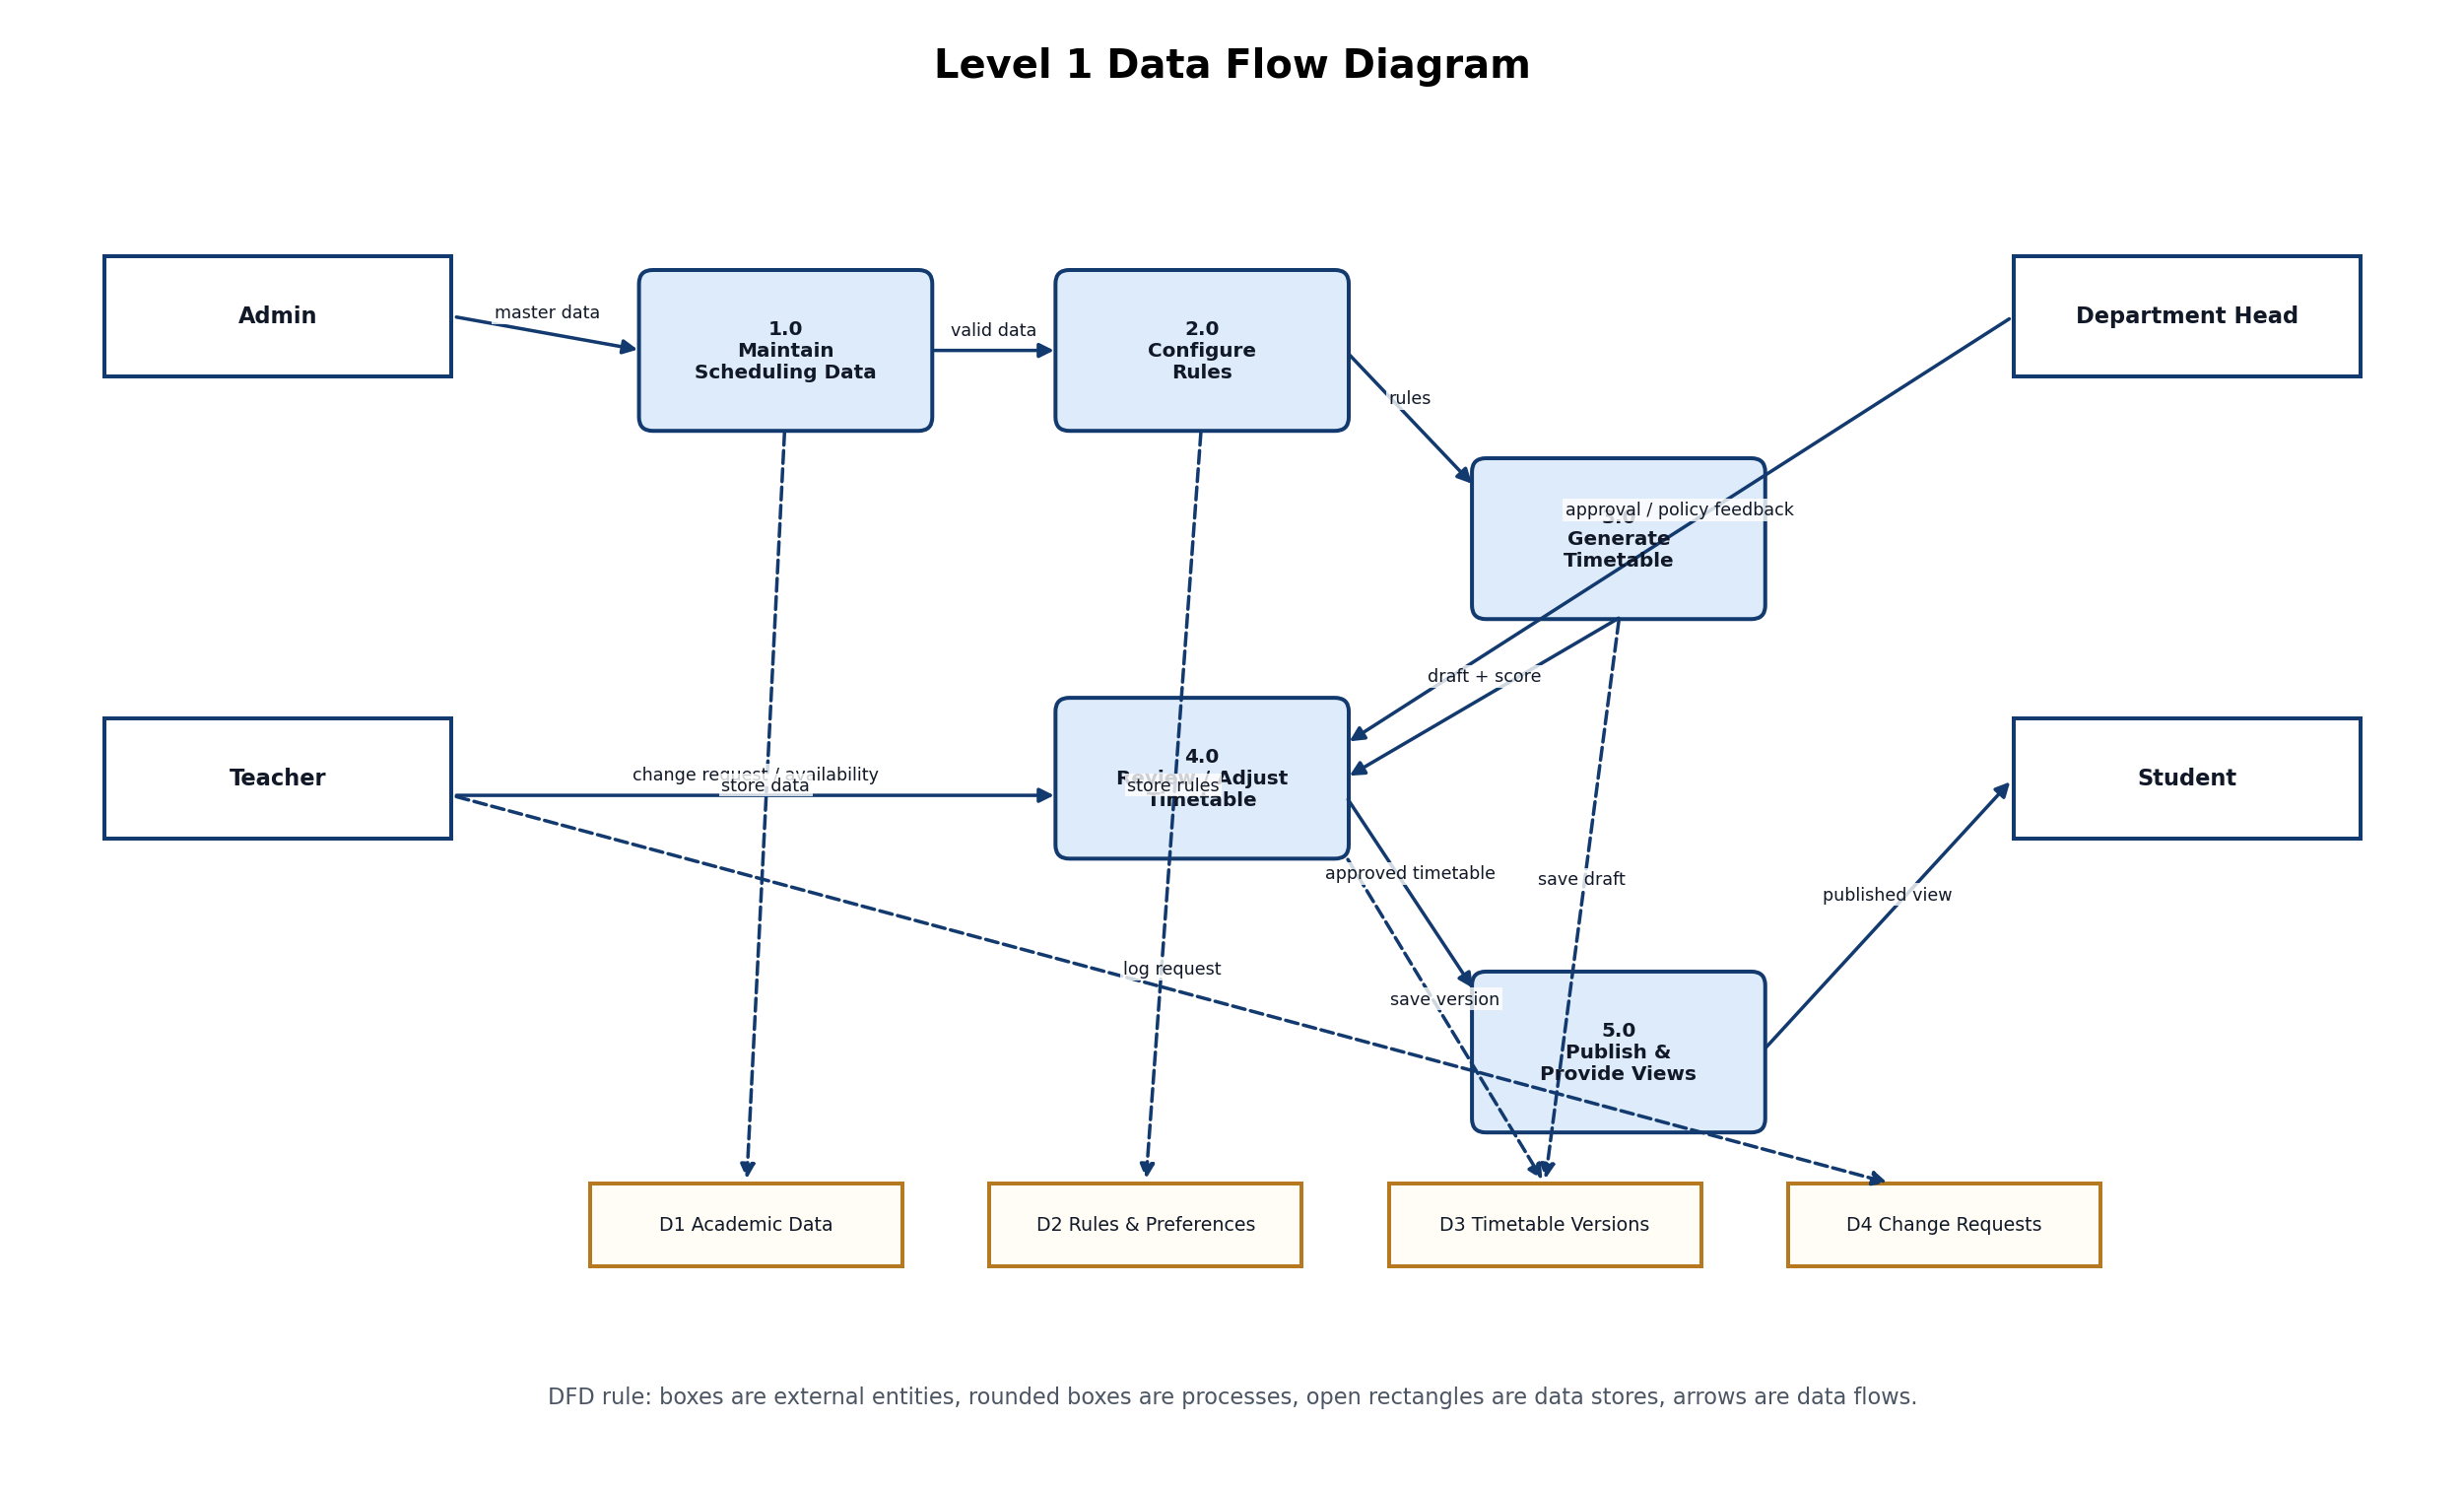 Level 1 Data Flow Diagram
Admin
master data
1.0
Maintain
Scheduling Data
valid data
2.0
Configure
Rules
rules
Department Head
approval / policy feedback
3.0
Generate
Timetable
draft + score
Teacher
change request / availability
store data
4.0
Review / Adjust
Timetable
store rules
Student
approved timetable
save draft
published view
log request
save version
5.0
Publish &
Provide Views
D1 Academic Data
D2 Rules & Preferences
D3 Timetable Versions
D4 Change Requests
DFD rule: boxes are external entities, rounded boxes are processes, open rectangles are data stores, arrows are data flows.